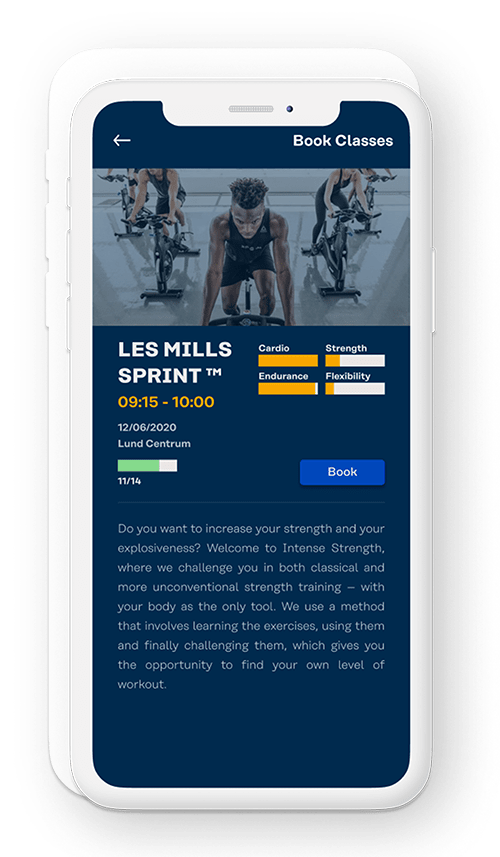 Book Classes
LES MILLS
SPRINT ™
09:15 - 10:00
12/06/2020
Lund Centrum
11/14
Cardio
Strength
Endurance
Flexibility
Book
Do you want to increase your strength and your
explosiveness? Welcome to Intense Strength,
where we challenge you in both classical and
more unconventional strength training – with
your body as the only tool. We use a method
that involves learning the exercises, using them
and finally challenging them, which gives you
the opportunity to find your own level of
workout.